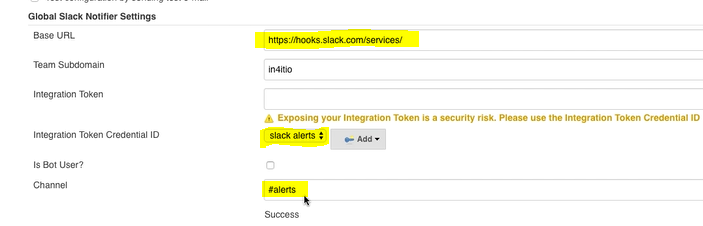 Global Slack Notifier Settings
Base URL
https://hooks.slack.com/services/
Team Subdomain
in4itio
Integration Token
Exposing your Integration Token is a security risk. Please use the Integration Token Credential ID
Integration Token Credential ID
slack alerts
Add
Is Bot User?
Channel
#alerts
Success